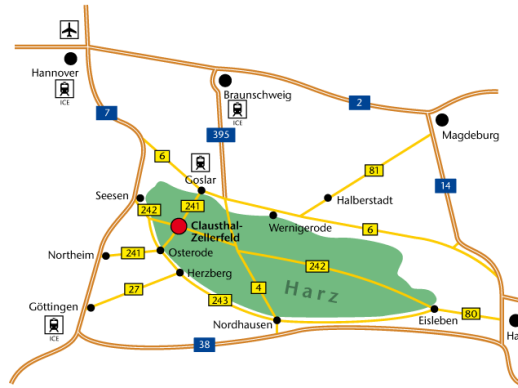 Hannover
ICE
Braunschweig
ICE
2
7
395
Magdeburg
6
81
14
Goslar
Seesen
241
Halberstadt
242
Clausthal-
Zellerfeld
Wernigerode
6
241
Osterode
Northeim
242
Herzberg
27
243
4
Harz
Göttingen
ICE
Nordhausen
Eisleben
80
Ha
38